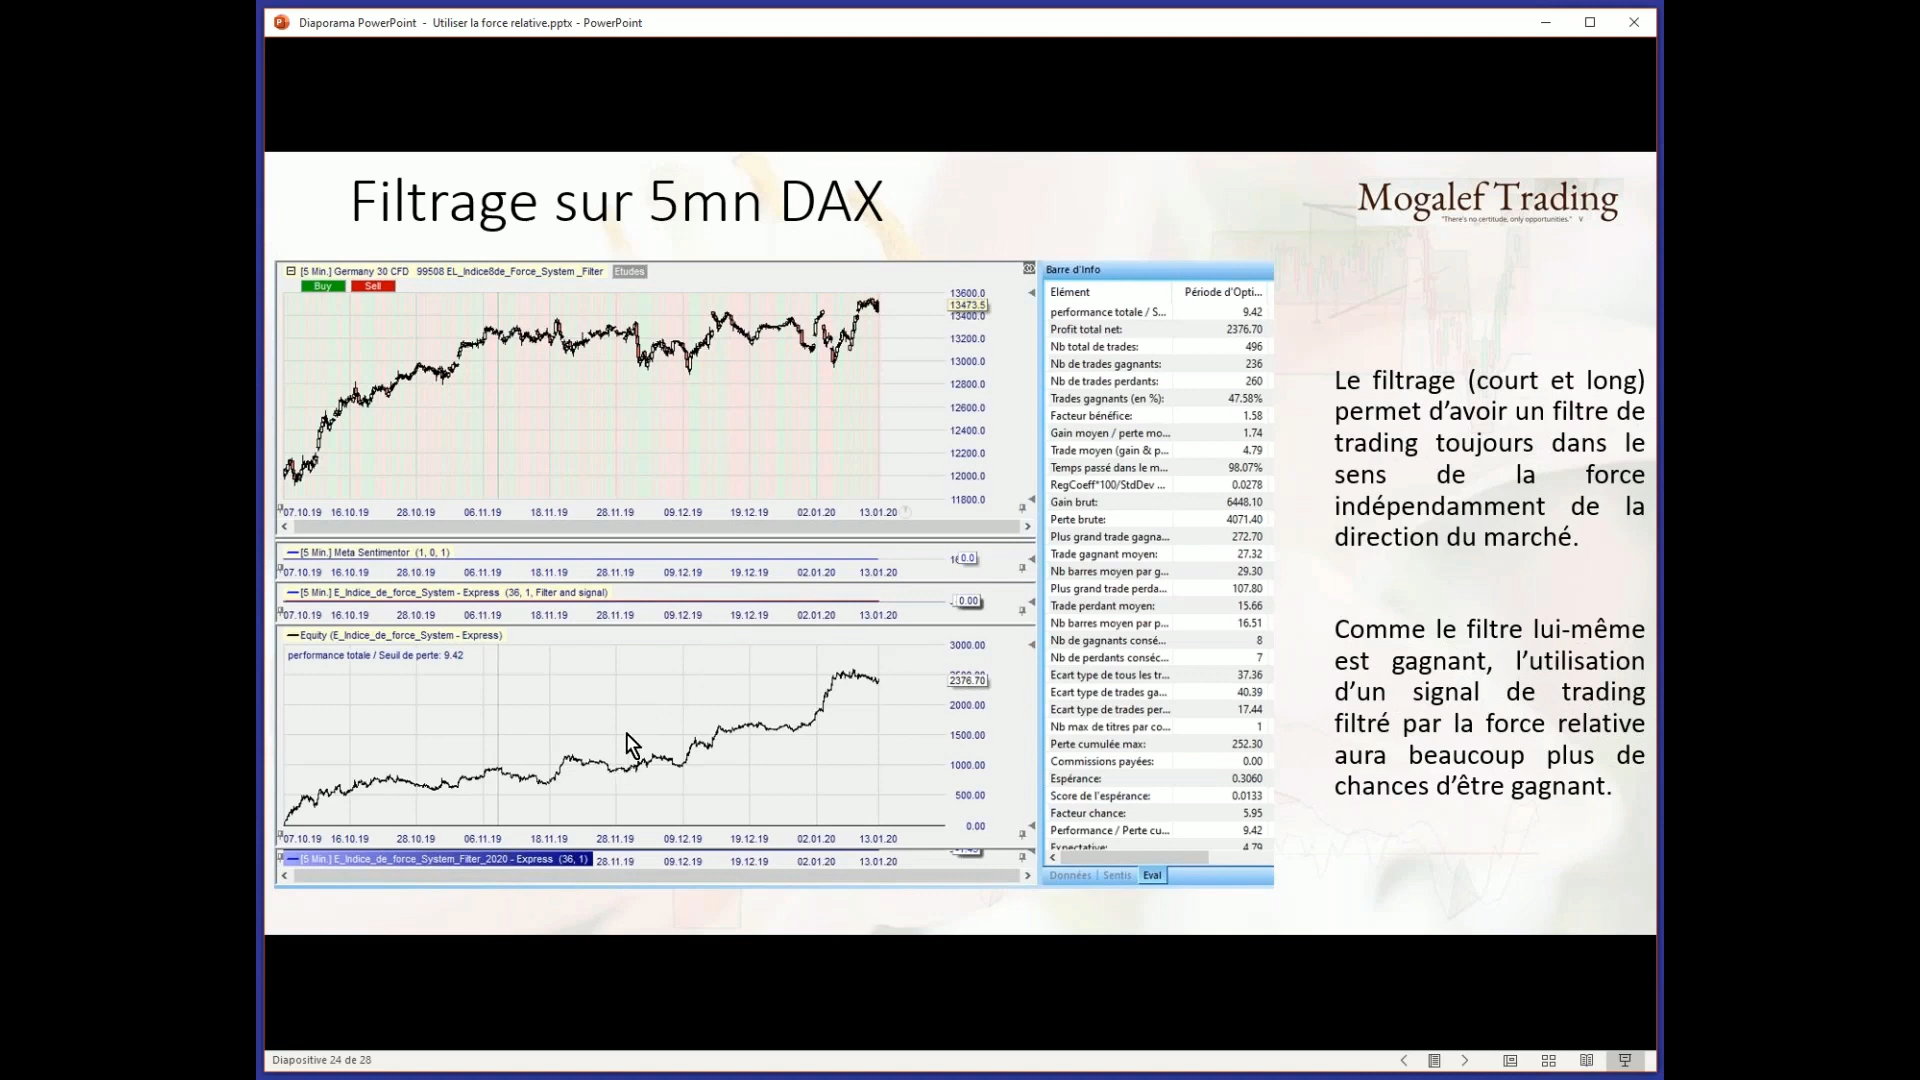 Diaporama PowerPoint - Utiliser la force relative.pptx - PowerPoint
Filtrage sur 5mn DAX
Mogalef Trading
"There's no certitude, only opportunities." V
[5 Min.] Germany 30 CFD 99508 EL_Indice8de_Force_System_Filter Etudes
Buy Sell
13600.0
13473.5
13400.0
13200.0
13000.0
12800.0
12600.0
12400.0
12200.0
12000.0
11800.0
07.10.19 16.10.19 28.10.19 06.11.19 18.11.19 28.11.19 09.12.19 19.12.19 02.01.20 13.01.20
[5 Min.] Meta Sentimentor (1, 0, 1)
0.0
07.10.19 16.10.19 28.10.19 06.11.19 18.11.19 28.11.19 09.12.19 19.12.19 02.01.20 13.01.20
[5 Min.] E_Indice_de_force_System - Express (36, 1, Filter and signal)
0.00
07.10.19 16.10.19 28.10.19 06.11.19 18.11.19 28.11.19 09.12.19 19.12.19 02.01.20 13.01.20
Equity (E_Indice_de_force_System - Express)
performance totale / Seuil de perte: 9.42
3000.00
2376.70
2000.00
1500.00
1000.00
500.00
0.00
07.10.19 16.10.19 28.10.19 06.11.19 18.11.19 28.11.19 09.12.19 19.12.19 02.01.20 13.01.20
[5 Min.] E_Indice_de_force_System_Filter_2020 - Express (36, 1) 28.11.19 09.12.19 19.12.19 02.01.20 13.01.20
Barre d'Info
Elément Période d'Opti...
performance totale / S... 9.42
Profit total net: 2376.70
Nb total de trades: 496
Nb de trades gagnants: 236
Nb de trades perdants: 260
Trades gagnants (en %): 47.58%
Facteur bénéfice: 1.58
Gain moyen / perte mo... 1.74
Trade moyen (gain & p... 4.79
Temps passé dans le m... 98.07%
RegCoeff*100/StdDev ... 0.0278
Gain brut: 6448.10
Perte brute: 4071.40
Plus grand trade gagna... 272.70
Trade gagnant moyen: 27.32
Nb barres moyen par g... 29.30
Plus grand trade perda... 107.80
Trade perdant moyen: 15.66
Nb barres moyen par p... 16.51
Nb de gagnants consé... 8
Nb de perdants conséc... 7
Ecart type de tous les tr... 37.36
Ecart type de trades ga... 40.39
Ecart type de trades per... 17.44
Nb max de titres par co... 1
Perte cumulée max: 252.30
Commissions payées: 0.00
Espérance: 0.3060
Score de l'espérance: 0.0133
Facteur chance: 5.95
Performance / Perte cu... 9.42
Expectative: 4.79
Données | Sentis Eval
Le filtrage (court et long)
permet d'avoir un filtre de
trading toujours dans le
sens de la force
indépendamment de la
direction du marché.
Comme le filtre lui-même
est gagnant, l'utilisation
d'un signal de trading
filtré par la force relative
aura beaucoup plus de
chances d'être gagnant.
Diapositive 24 de 28